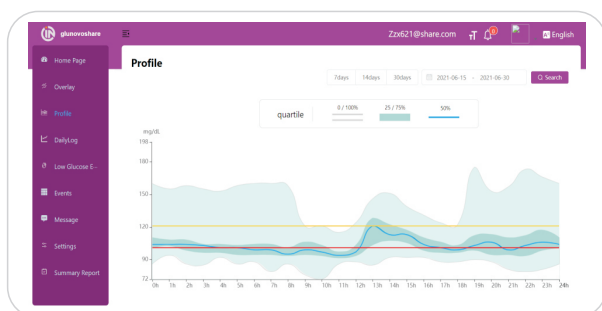 glunovoshare
Zzx621@share.com
8
English
Home Page
Overlay
Profile
DailyLog
Low Glucose E--
Events
Message
Settings
Summary Report
Profile
7days 14days 30days 2021-06-15 - 2021-06-30 Search
quartile 0 / 100% 25 / 75% 50%
mg/dL
198
180
150
120
90
72
0h 1h 2h 3h 4h 5h 6h 7h 8h 9h 10h 11h 12h 13h 14h 15h 16h 17h 18h 19h 20h 21h 22h 23h 24h